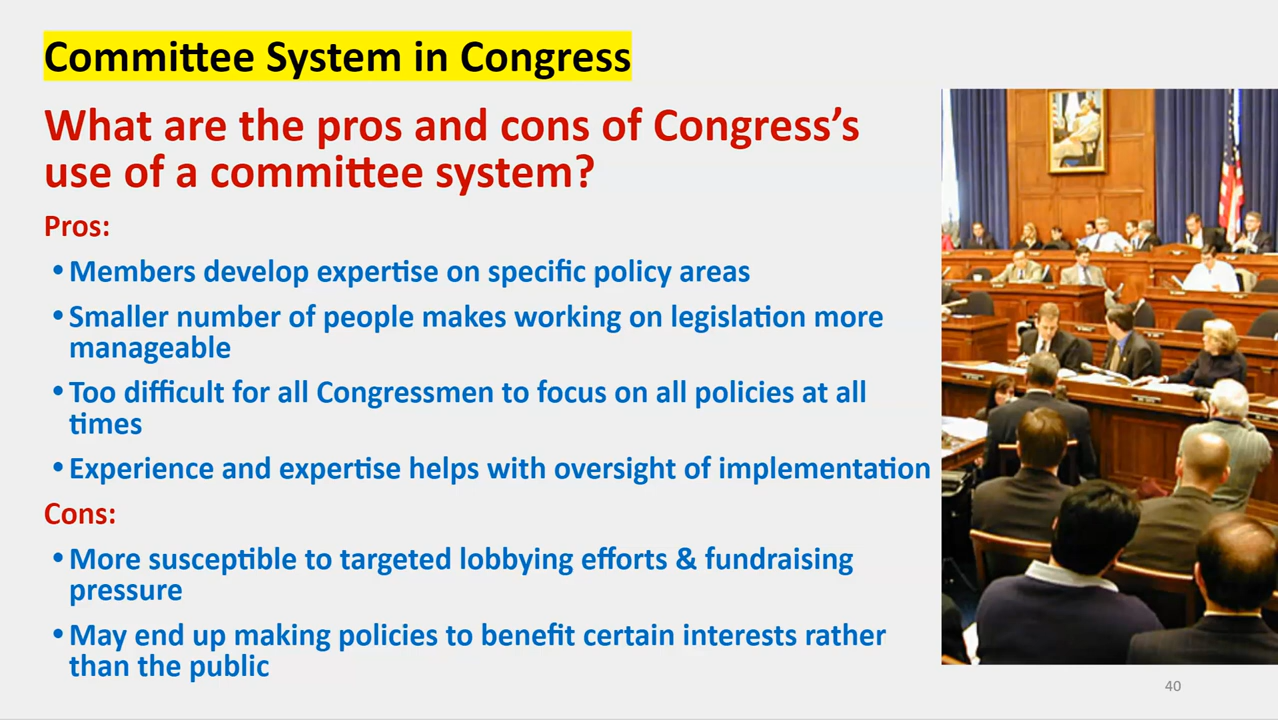 Committee System in Congress
What are the pros and cons of Congress’s
use of a committee system?
Pros:
•Members develop expertise on specific policy areas
•Smaller number of people makes working on legislation more
manageable
•Too difficult for all Congressmen to focus on all policies at all
times
•Experience and expertise helps with oversight of implementation
Cons:
•More susceptible to targeted lobbying efforts & fundraising
pressure
•May end up making policies to benefit certain interests rather
than the public
40